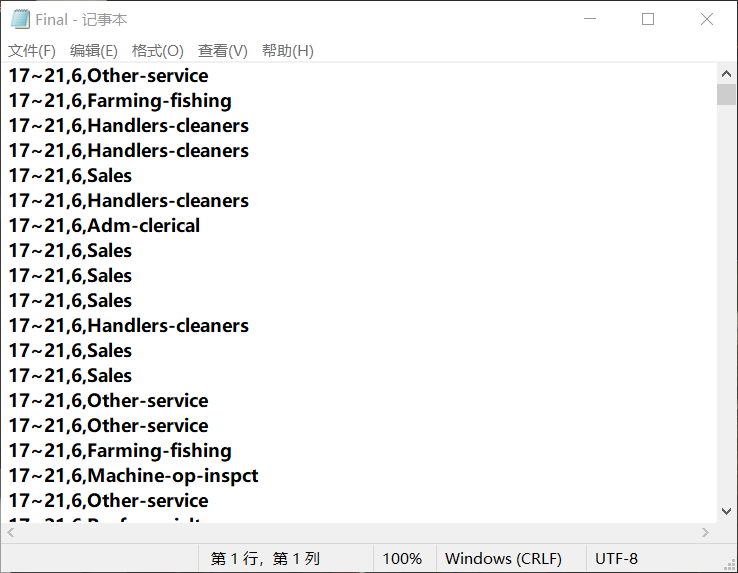 Final - 记事本
文件(F) 编辑(E) 格式(O) 查看(V) 帮助(H)
17~21,6,Other-service
17~21,6,Farming-fishing
17~21,6,Handlers-cleaners
17~21,6,Handlers-cleaners
17~21,6,Sales
17~21,6,Handlers-cleaners
17~21,6,Adm-clerical
17~21,6,Sales
17~21,6,Sales
17~21,6,Sales
17~21,6,Handlers-cleaners
17~21,6,Sales
17~21,6,Sales
17~21,6,Other-service
17~21,6,Other-service
17~21,6,Farming-fishing
17~21,6,Machine-op-inspct
17~21,6,Other-service
第 1 行，第 1 列 100% Windows (CRLF) UTF-8